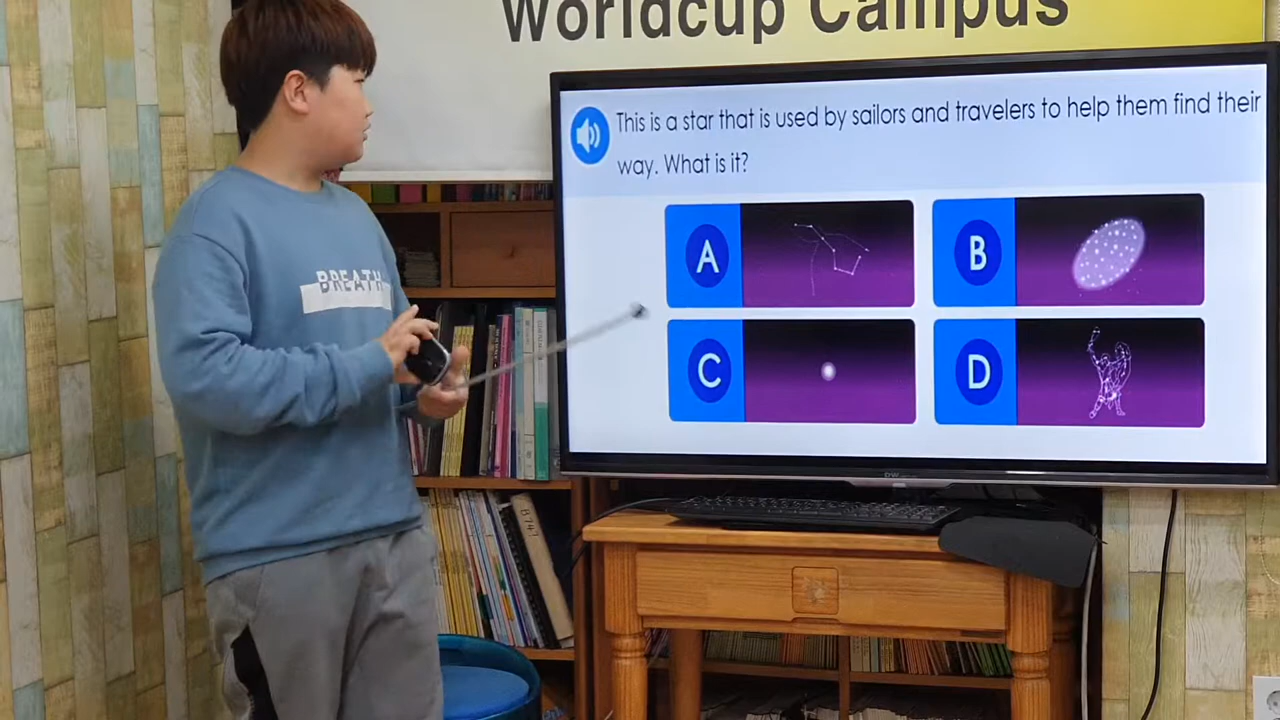 Worldcup Campus
This is a star that is used by sailors and travelers to help them find their
way. What is it?
A
B
C
D
BREATH